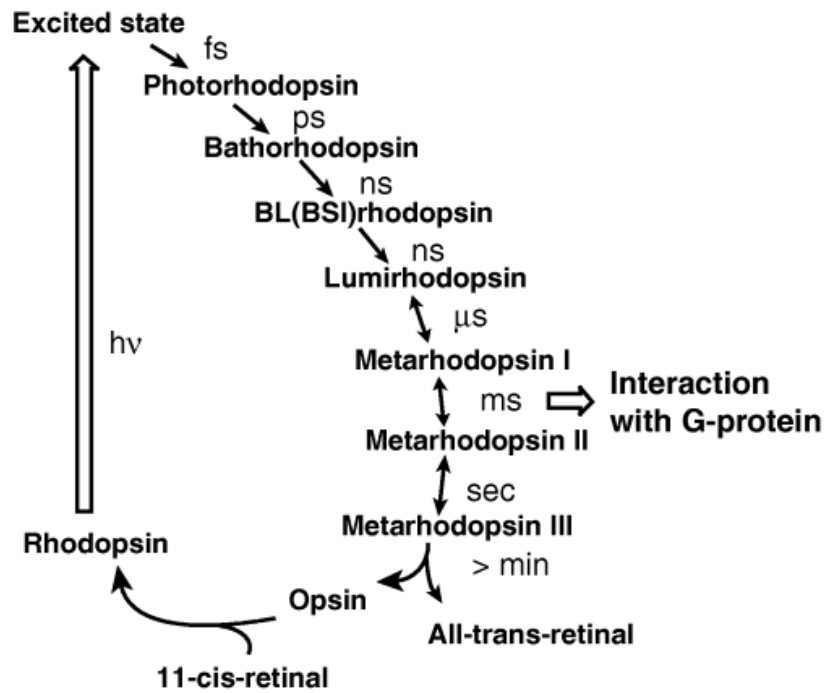 Excited state
fs
Photorhodopsin
ps
Bathorhodopsin
ns
BL(BSI)rhodopsin
ns
Lumirhodopsin
μs
hν
Metarhodopsin I
ms
Interaction
with G-protein
Metarhodopsin II
sec
Metarhodopsin III
Rhodopsin
> min
Opsin
All-trans-retinal
11-cis-retinal